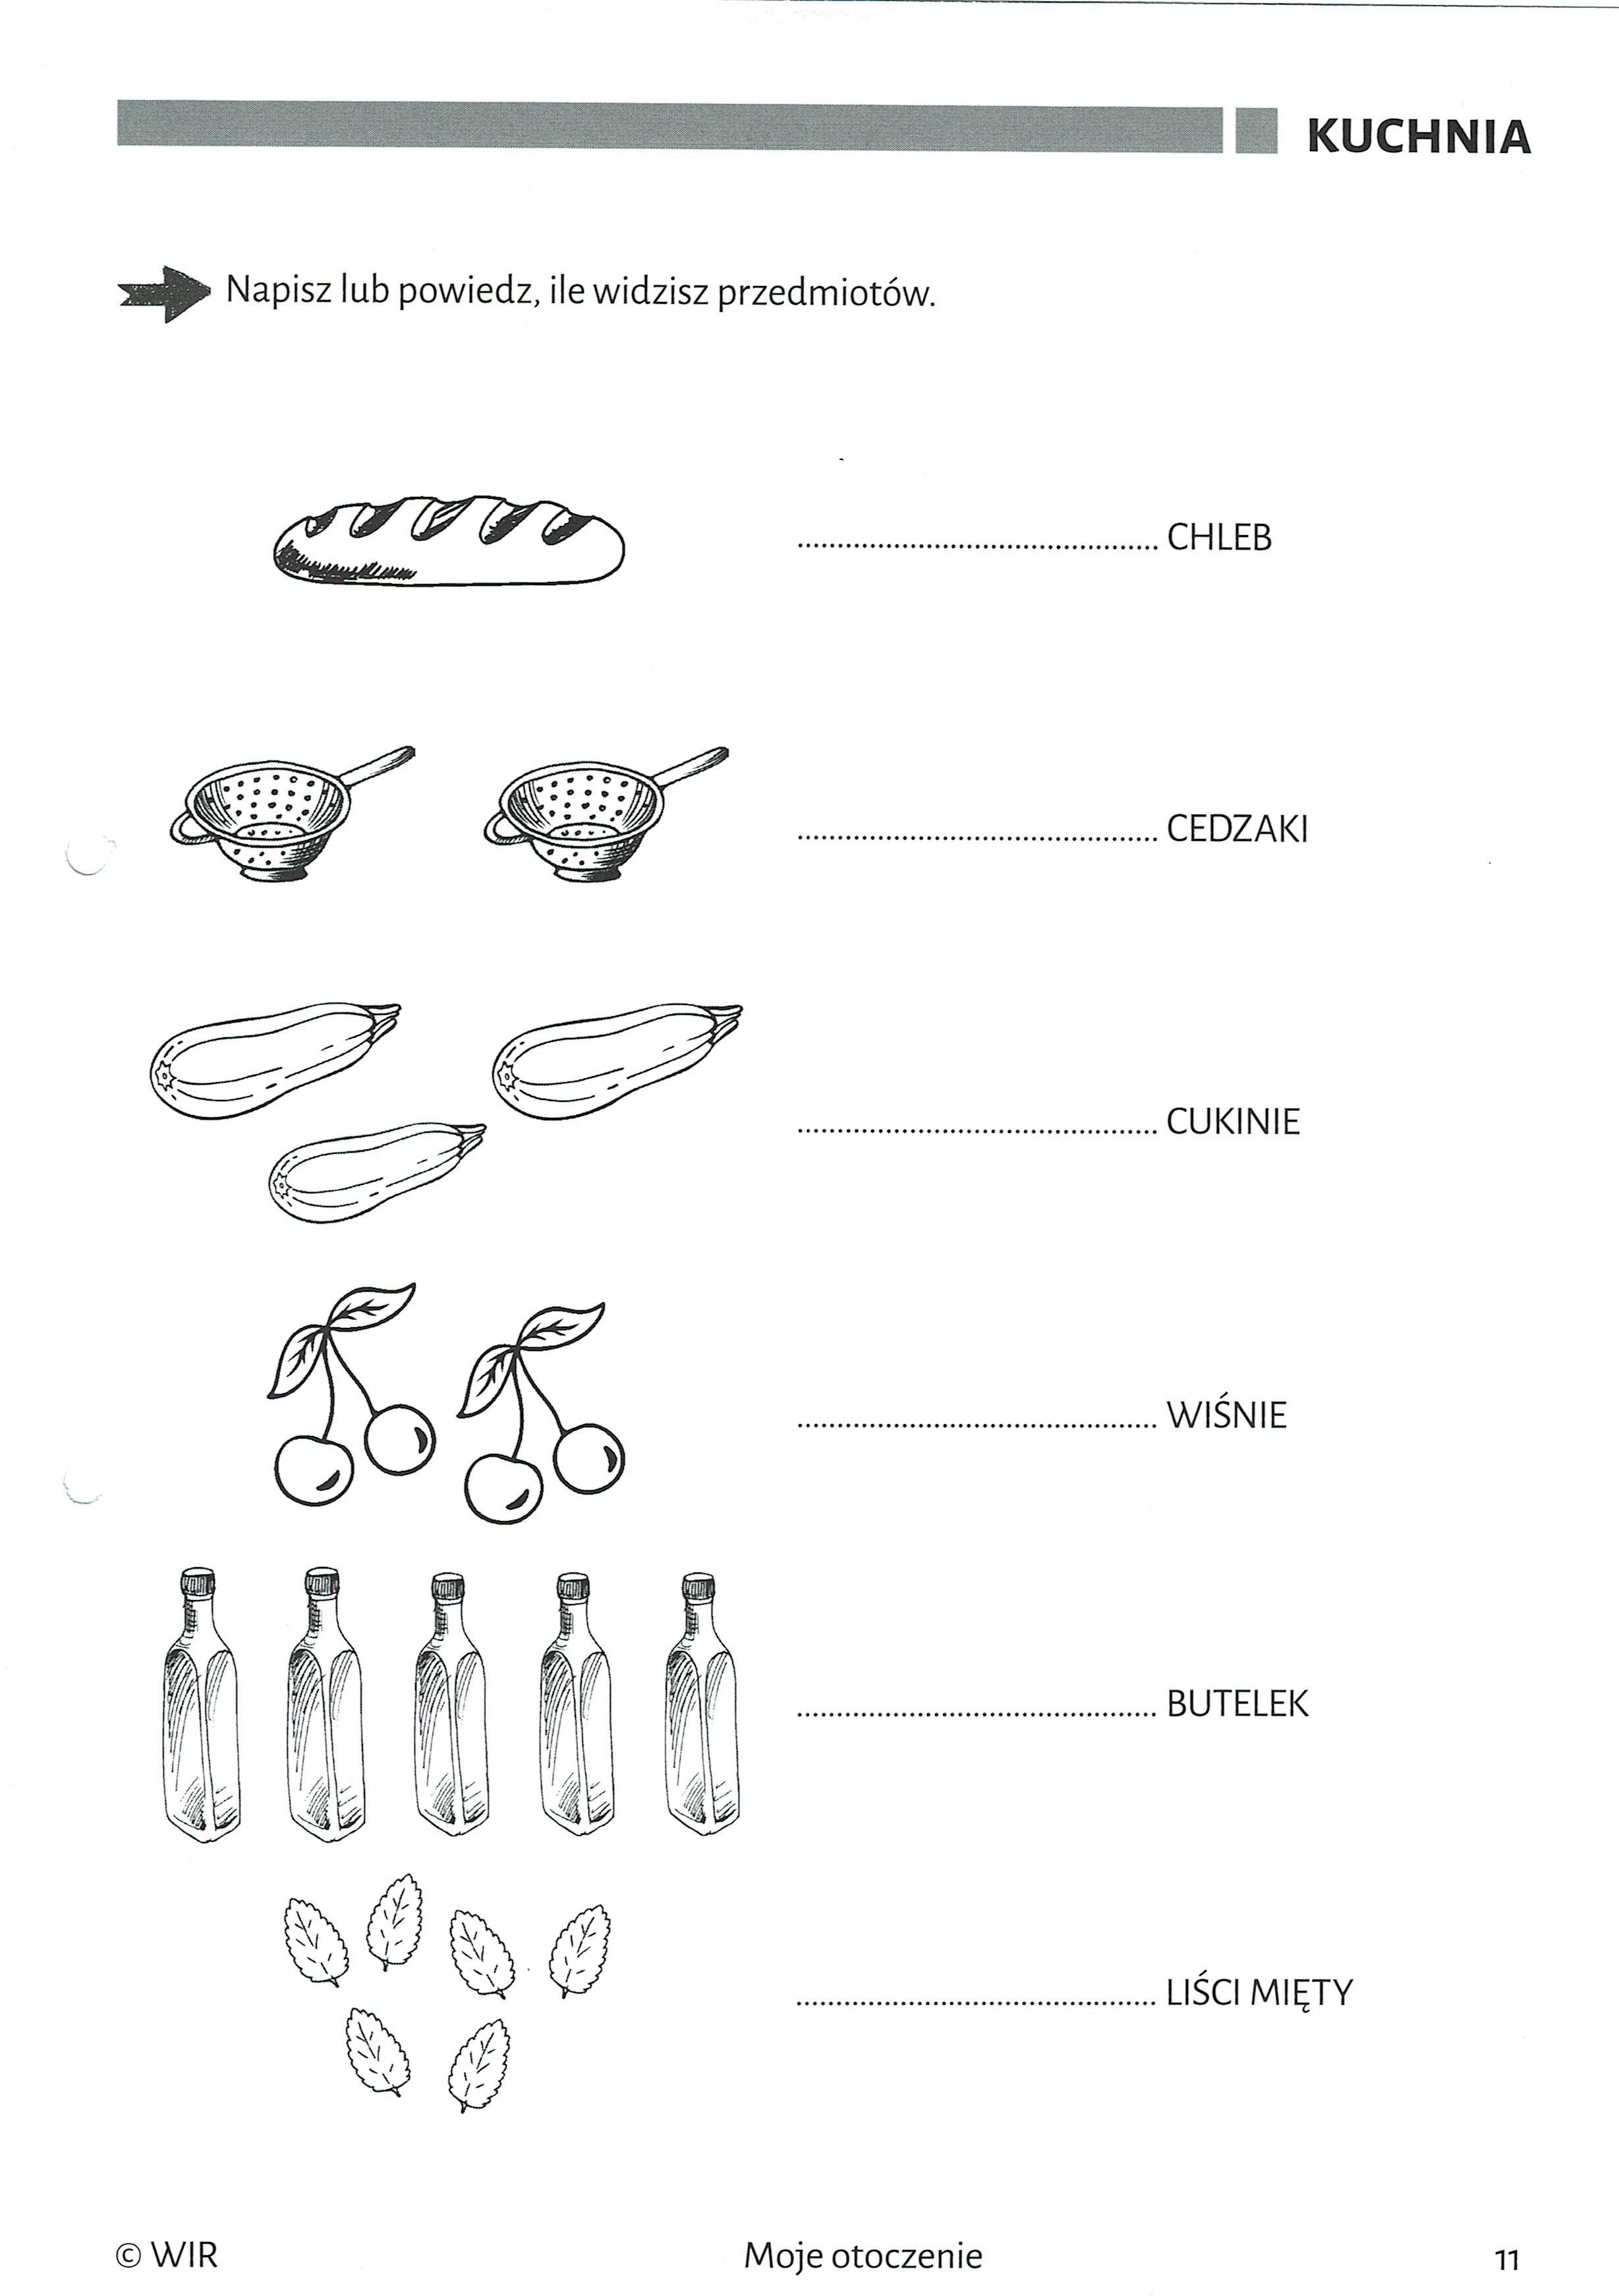 KUCHNIA
Napisz lub powiedz, ile widzisz przedmiotów.
.............................................. CHLEB
.............................................. CEDZAKI
.............................................. CUKINIE
.............................................. WIŚNIE
.............................................. BUTELEK
.............................................. LIŚCI MIĘTY
© WIR Moje otoczenie 11